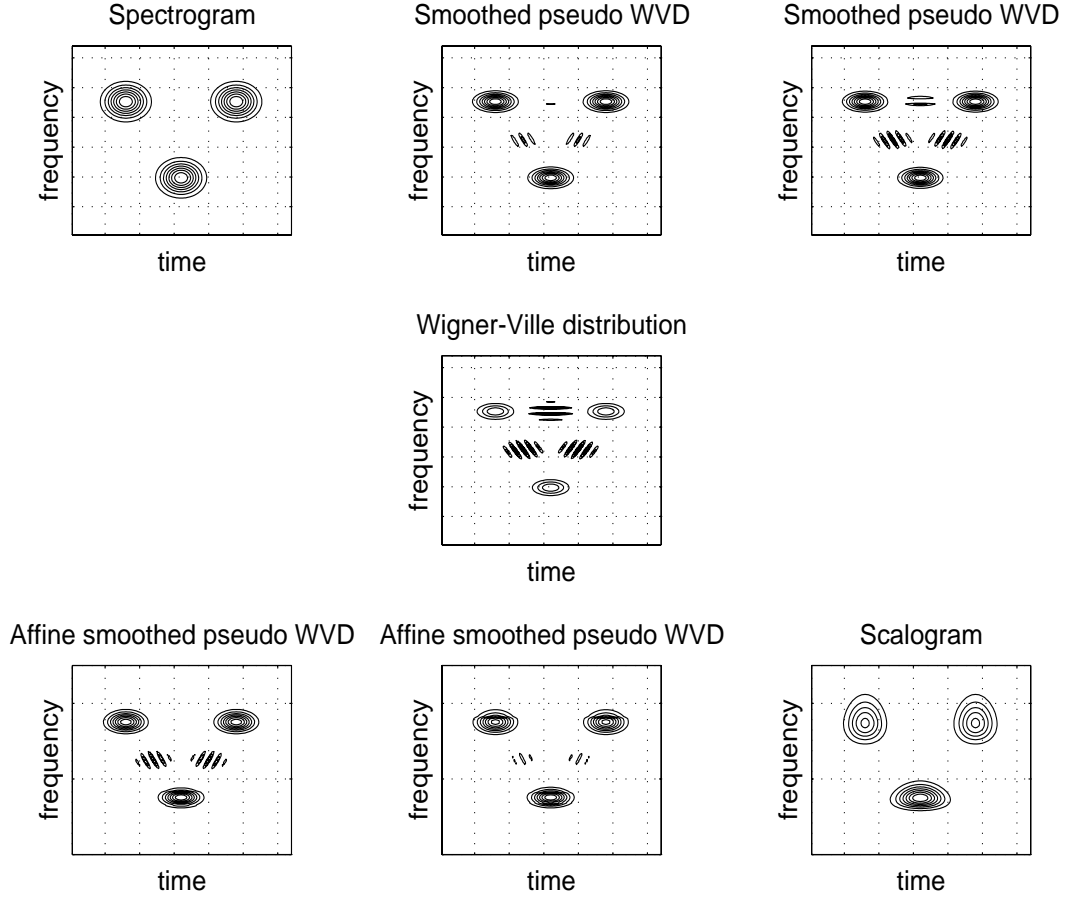 Spectrogram
Smoothed pseudo WVD
Smoothed pseudo WVD
frequency
frequency
frequency
time
time
time
Wigner-Ville distribution
frequency
time
Affine smoothed pseudo WVD
Affine smoothed pseudo WVD
Scalogram
frequency
frequency
frequency
time
time
time